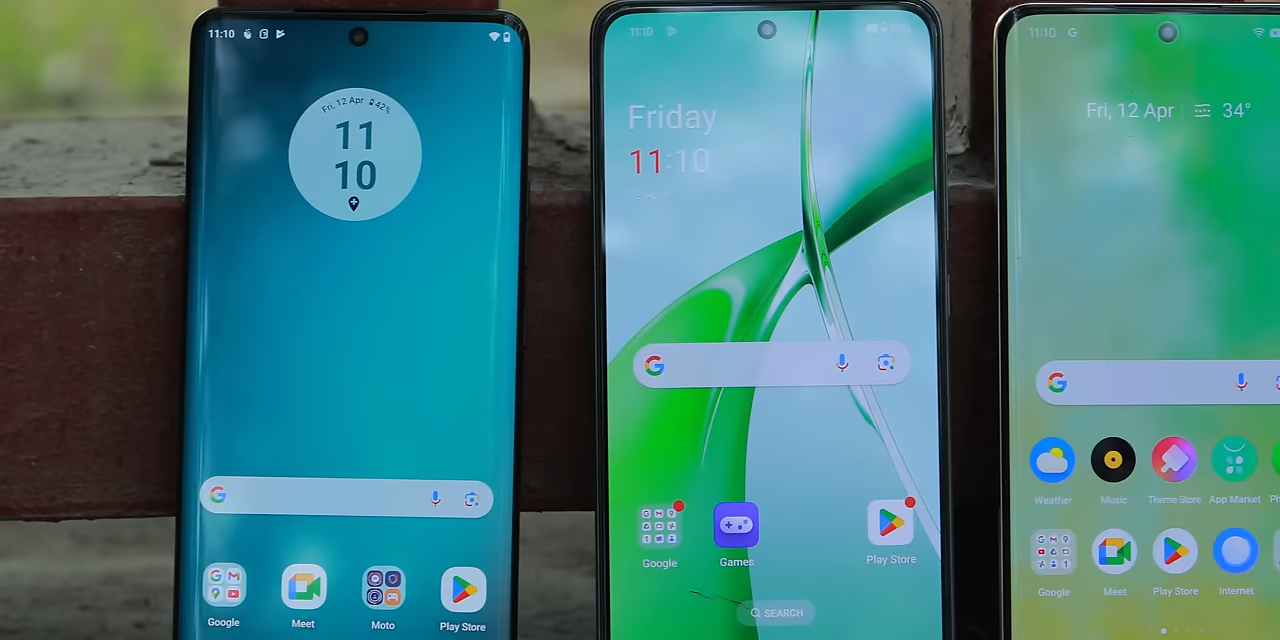 11:10
Fri, 12 Apr 42%
11
10
Google
Meet
Moto
Play Store
11:10
Friday
11:10
Google
Games
Play Store
SEARCH
11:10 G
Fri, 12 Apr 34°
Weather
Music
Theme Store
App Market
Google
Meet
Play Store
Internet